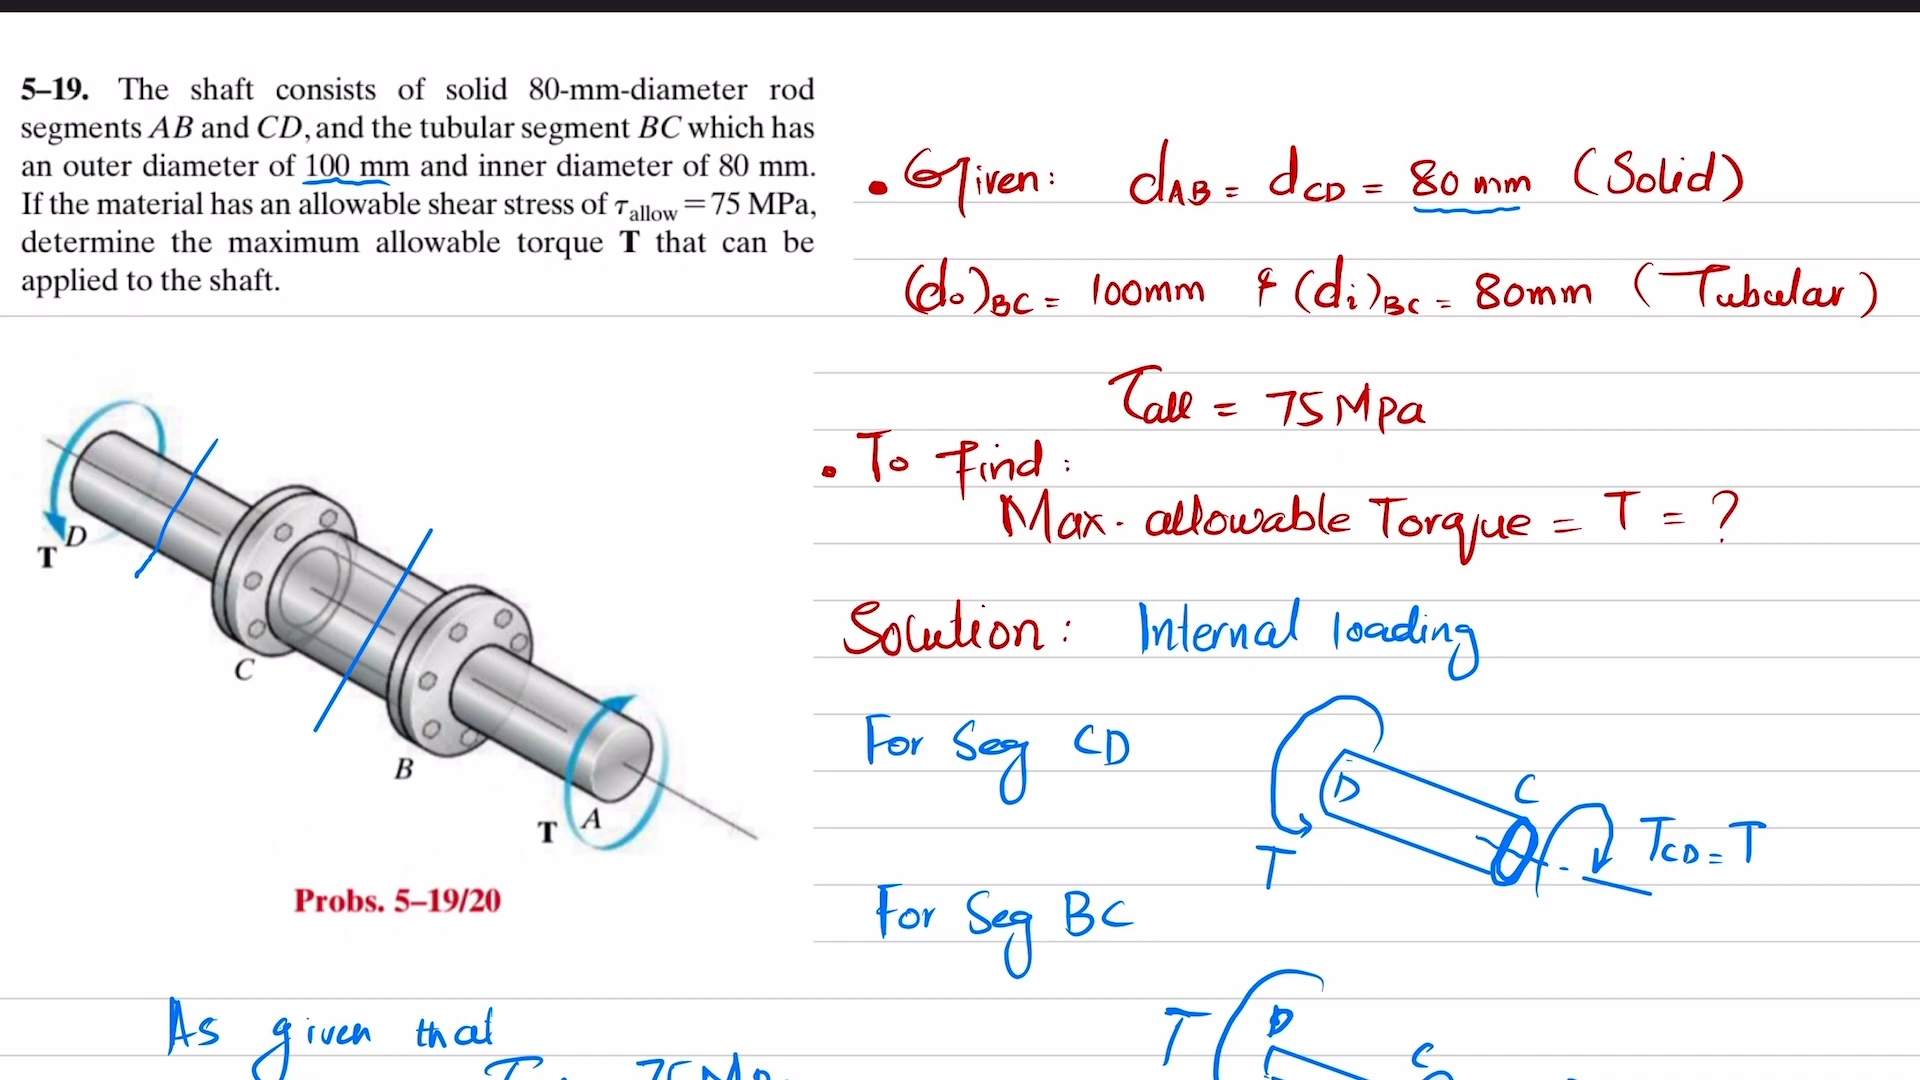 5–19. The shaft consists of solid 80-mm-diameter rod
segments AB and CD, and the tubular segment BC which has
an outer diameter of 100 mm and inner diameter of 80 mm.
If the material has an allowable shear stress of τallow = 75 MPa,
determine the maximum allowable torque T that can be
applied to the shaft.
T
D
C
B
T
A
Probs. 5–19/20
• Given: dAB = dCD = 80 mm (Solid)
(do)BC = 100mm & (di)BC = 80mm (Tubular)
τall = 75 MPa
• To find:
Max. allowable Torque = T = ?
Solution: Internal loading
For Seg CD
D
C
T
TCD = T
For Seg BC
T
D
C
As given that